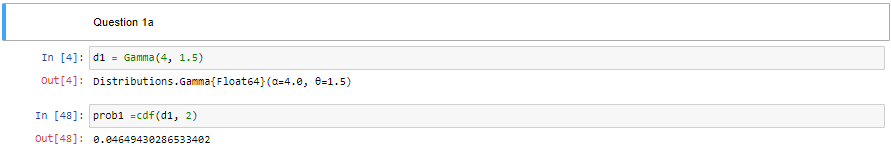 Question 1a
In [4]: d1 = Gamma(4, 1.5)
Out[4]: Distributions.Gamma{Float64}(α=4.0, θ=1.5)
In [48]: prob1 =cdf(d1, 2)
Out[48]: 0.04649430286533402